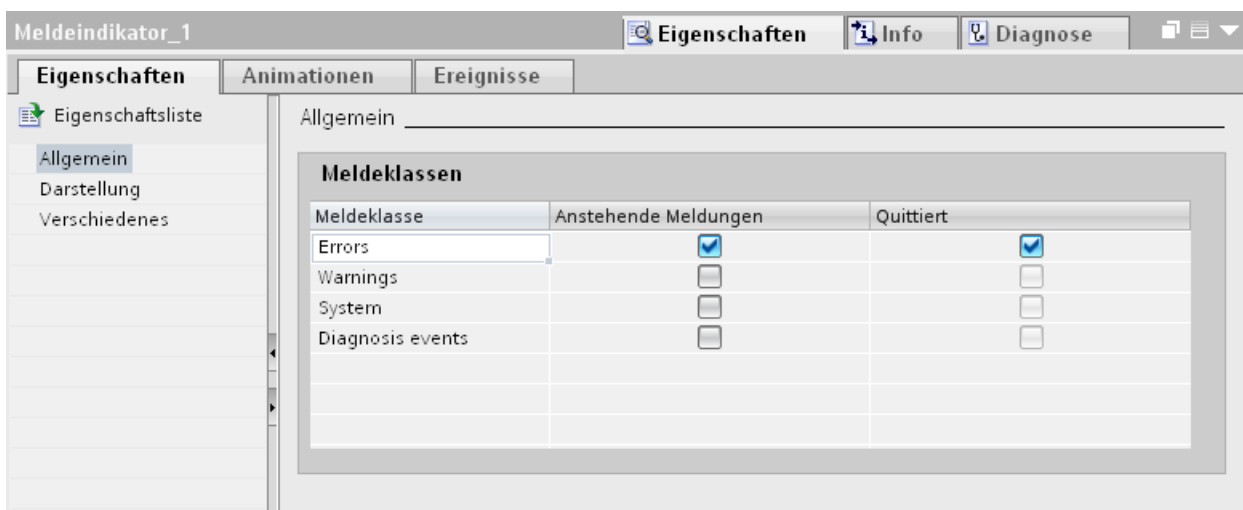 Meldeindikator_1
Eigenschaften
Info
Diagnose
Eigenschaften
Animationen
Ereignisse
Eigenschaftsliste
Allgemein
Darstellung
Verschiedenes
Allgemein
Meldeklassen
Meldeklasse Anstehende Meldungen Quittiert
Errors
Warnings
System
Diagnosis events